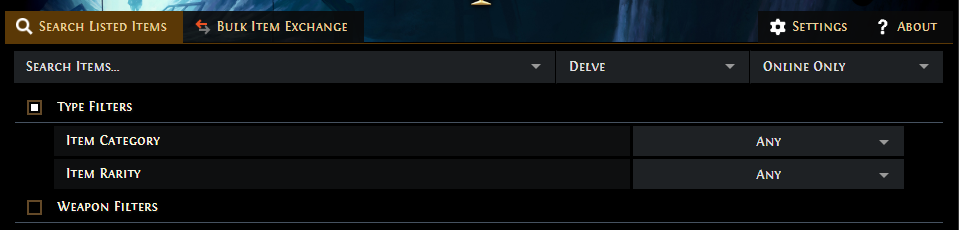 Search Listed Items Bulk Item Exchange Settings ? About
Search Items... Delve Online Only
Type Filters
Item Category Any
Item Rarity Any
Weapon Filters